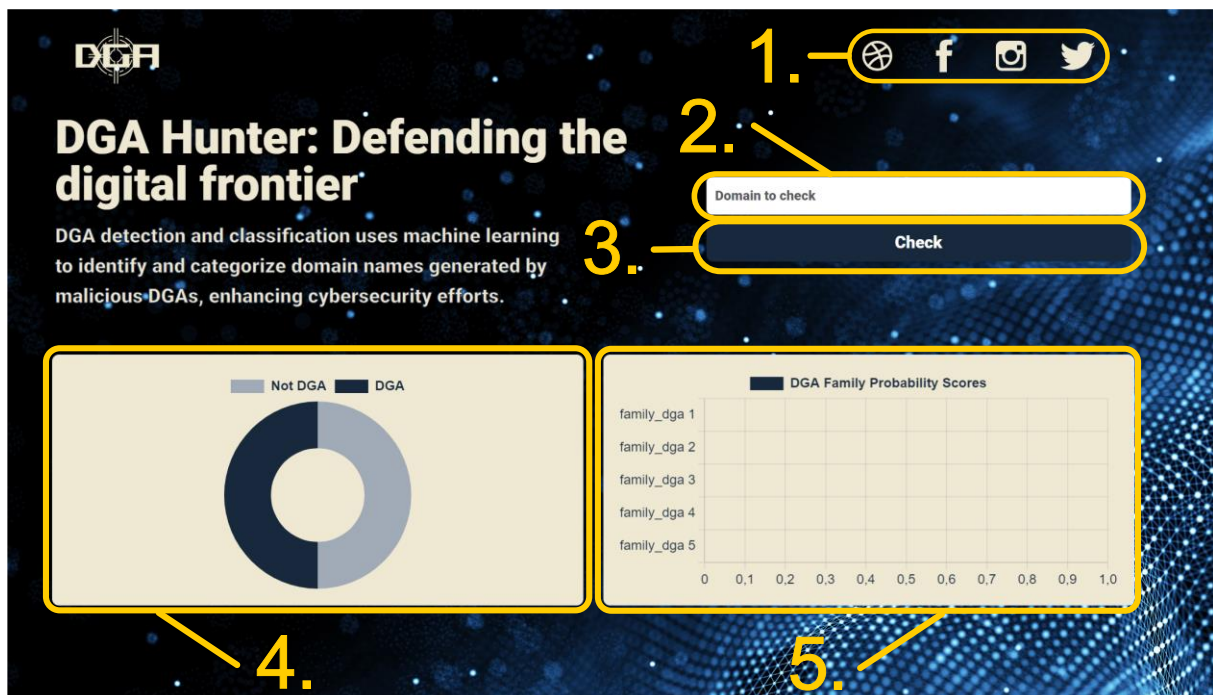 DGA
1.
DGA Hunter: Defending the
digital frontier
DGA detection and classification uses machine learning
to identify and categorize domain names generated by
malicious DGAs, enhancing cybersecurity efforts.
2.
Domain to check
3.
Check
Not DGA DGA
4.
DGA Family Probability Scores
family_dga 1
family_dga 2
family_dga 3
family_dga 4
family_dga 5
0 0,1 0,2 0,3 0,4 0,5 0,6 0,7 0,8 0,9 1,0
5.